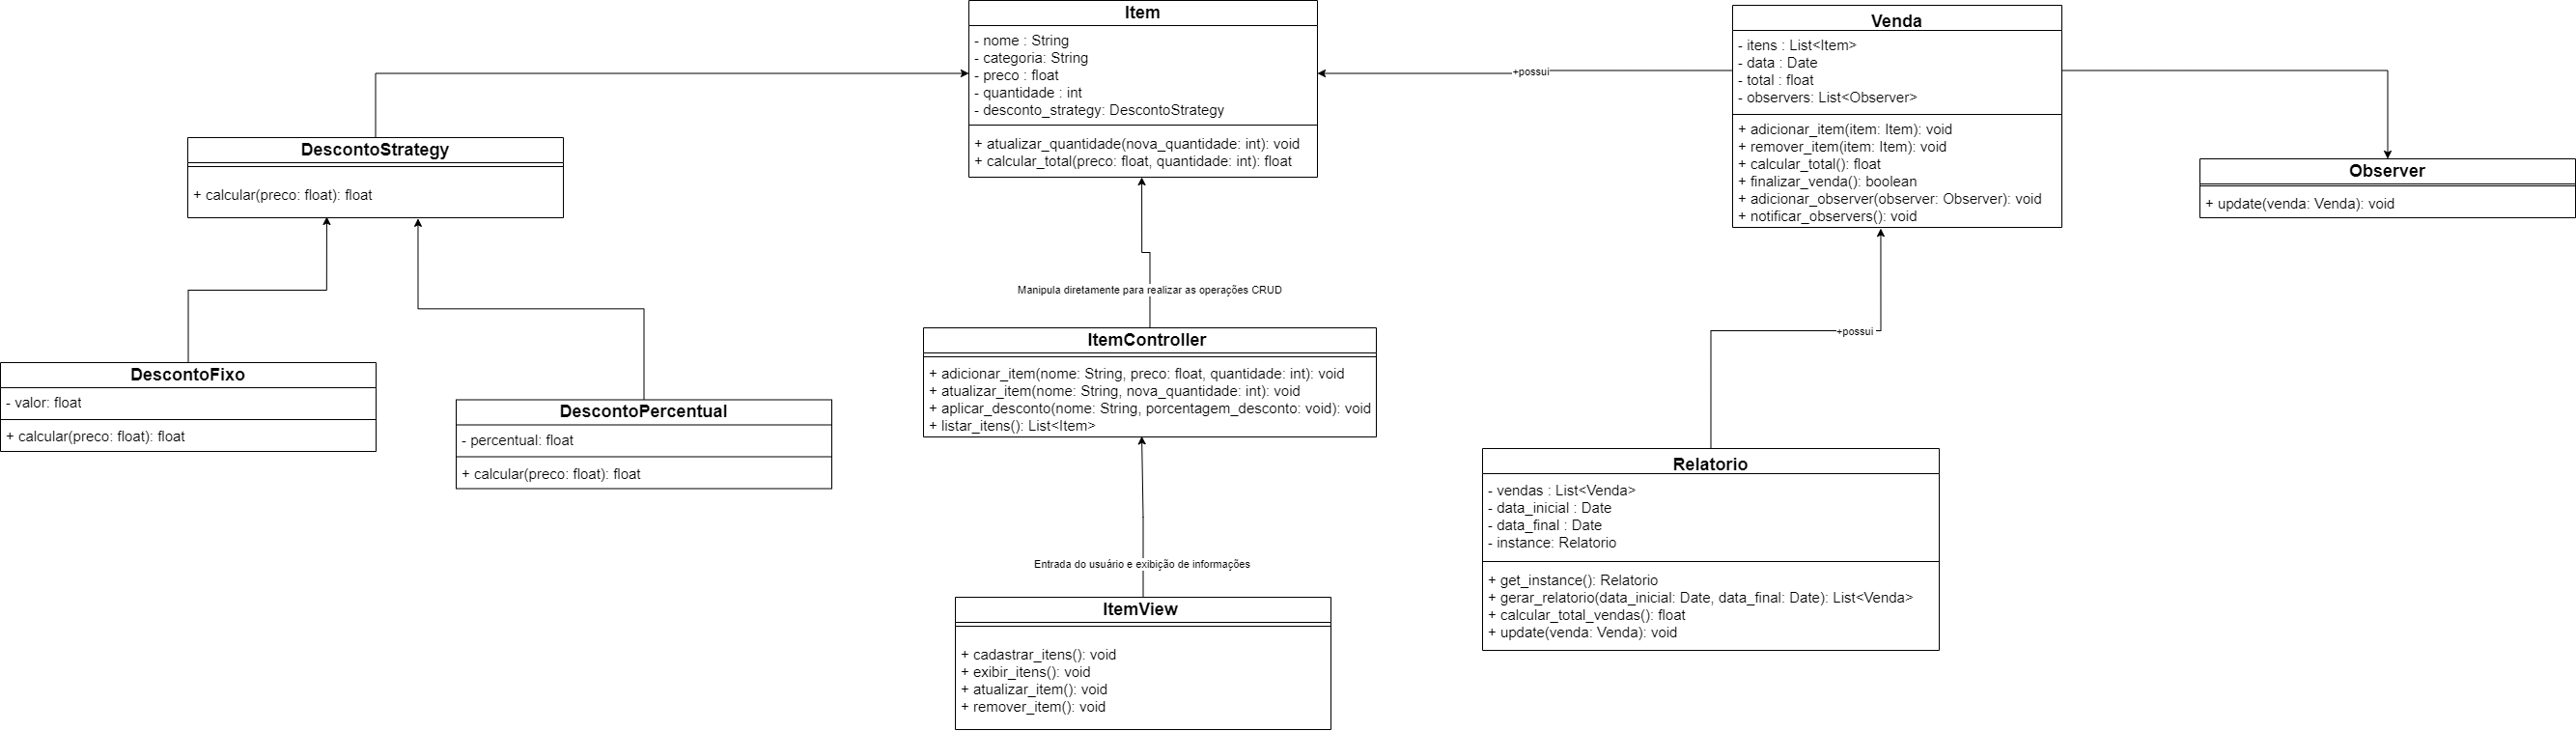 Item
- nome : String
- categoria: String
- preco : float
- quantidade : int
- desconto_strategy: DescontoStrategy
+ atualizar_quantidade(nova_quantidade: int): void
+ calcular_total(preco: float, quantidade: int): float
Venda
- itens : List<Item>
- data : Date
- total : float
- observers: List<Observer>
+ adicionar_item(item: Item): void
+ remover_item(item: Item): void
+ calcular_total(): float
+ finalizar_venda(): boolean
+ adicionar_observer(observer: Observer): void
+ notificar_observers(): void
+possui
DescontoStrategy
+ calcular(preco: float): float
Observer
+ update(venda: Venda): void
Manipula diretamente para realizar as operações CRUD
+possui
ItemController
+ adicionar_item(nome: String, preco: float, quantidade: int): void
+ atualizar_item(nome: String, nova_quantidade: int): void
+ aplicar_desconto(nome: String, porcentagem_desconto: void): void
+ listar_itens(): List<Item>
DescontoFixo
- valor: float
+ calcular(preco: float): float
DescontoPercentual
- percentual: float
+ calcular(preco: float): float
Relatorio
- vendas : List<Venda>
- data_inicial : Date
- data_final : Date
- instance: Relatorio
+ get_instance(): Relatorio
+ gerar_relatorio(data_inicial: Date, data_final: Date): List<Venda>
+ calcular_total_vendas(): float
+ update(venda: Venda): void
Entrada do usuário e exibição de informações
ItemView
+ cadastrar_itens(): void
+ exibir_itens(): void
+ atualizar_item(): void
+ remover_item(): void